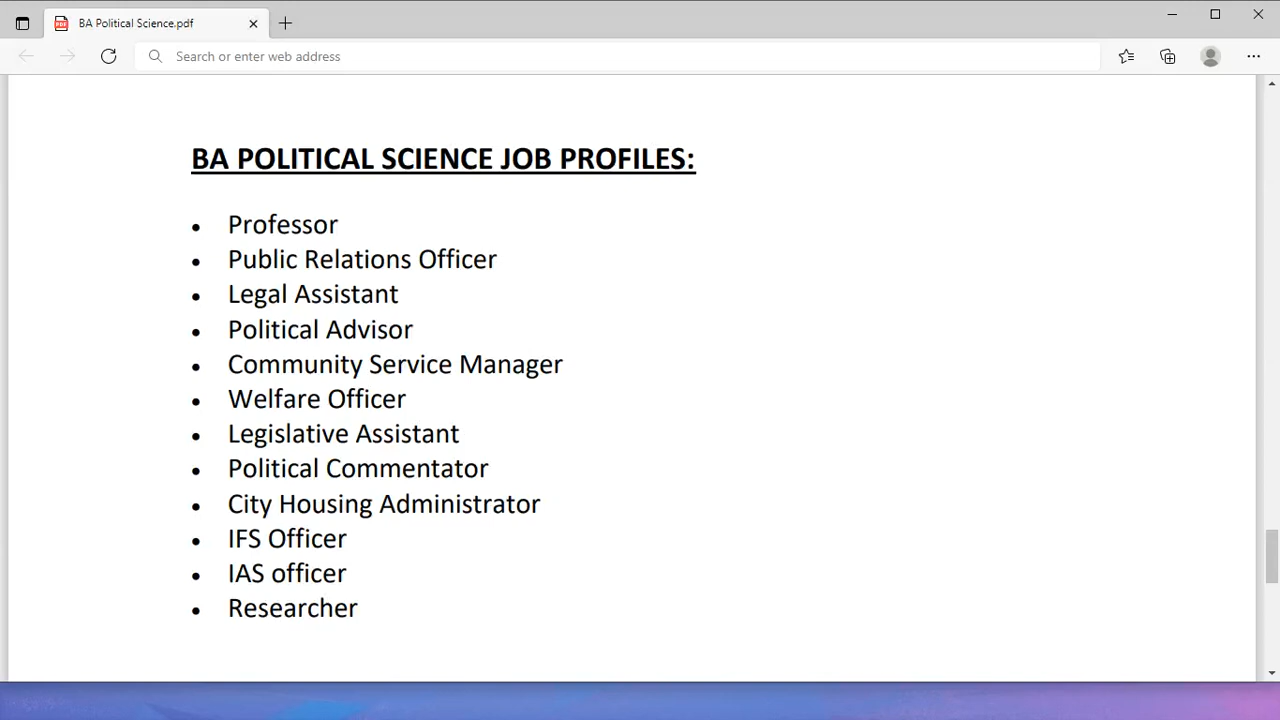 BA Political Science.pdf
Search or enter web address
BA POLITICAL SCIENCE JOB PROFILES:
• Professor
• Public Relations Officer
• Legal Assistant
• Political Advisor
• Community Service Manager
• Welfare Officer
• Legislative Assistant
• Political Commentator
• City Housing Administrator
• IFS Officer
• IAS officer
• Researcher